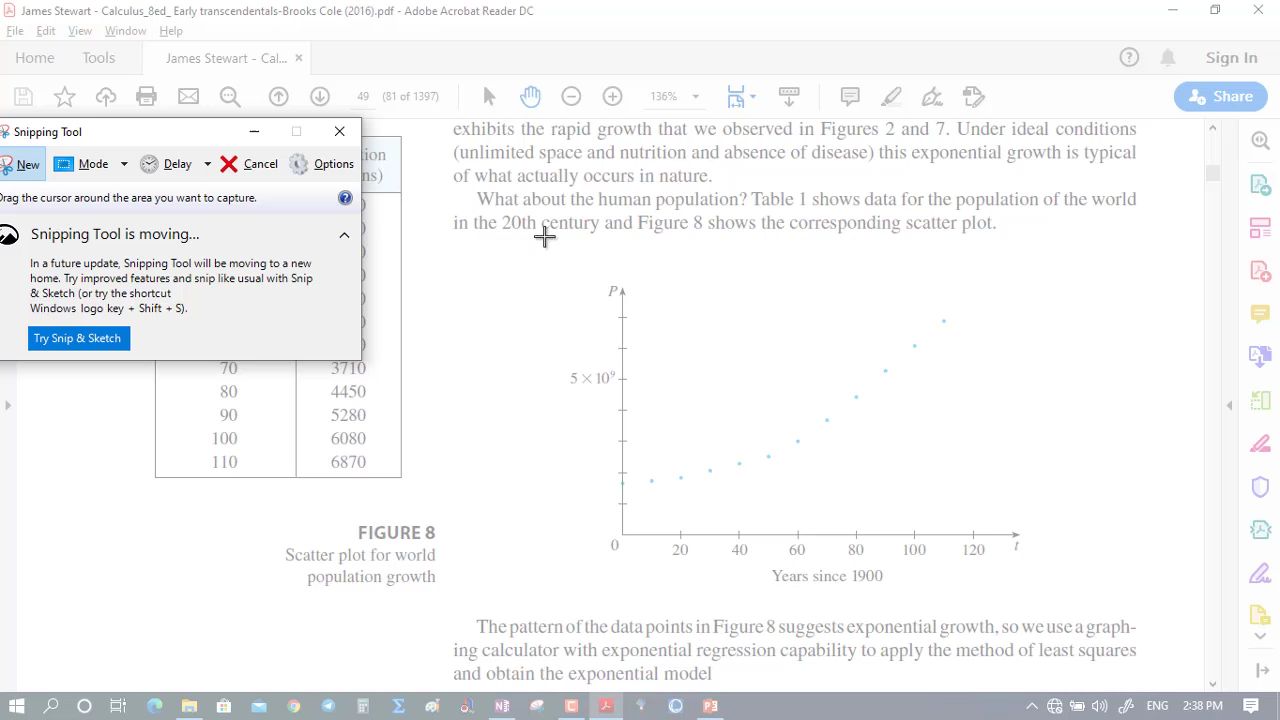 James Stewart - Calculus_8ed_ Early transcendentals-Brooks Cole (2016).pdf - Adobe Acrobat Reader DC
File Edit View Window Help
Home Tools James Stewart - Cal... ×
Sign In
49 (81 of 1397) 136% Share
Snipping Tool
New Mode Delay Cancel Options
Drag the cursor around the area you want to capture.
Snipping Tool is moving...
In a future update, Snipping Tool will be moving to a new
home. Try improved features and snip like usual with Snip
& Sketch (or try the shortcut
Windows logo key + Shift + S).
Try Snip & Sketch
70 3710
80 4450
90 5280
100 6080
110 6870
exhibits the rapid growth that we observed in Figures 2 and 7. Under ideal conditions
(unlimited space and nutrition and absence of disease) this exponential growth is typical
of what actually occurs in nature.
What about the human population? Table 1 shows data for the population of the world
in the 20th century and Figure 8 shows the corresponding scatter plot.
P
5 × 10⁹
0 20 40 60 80 100 120 t
Years since 1900
FIGURE 8
Scatter plot for world
population growth
The pattern of the data points in Figure 8 suggests exponential growth, so we use a graph-
ing calculator with exponential regression capability to apply the method of least squares
and obtain the exponential model
ENG 2:38 PM